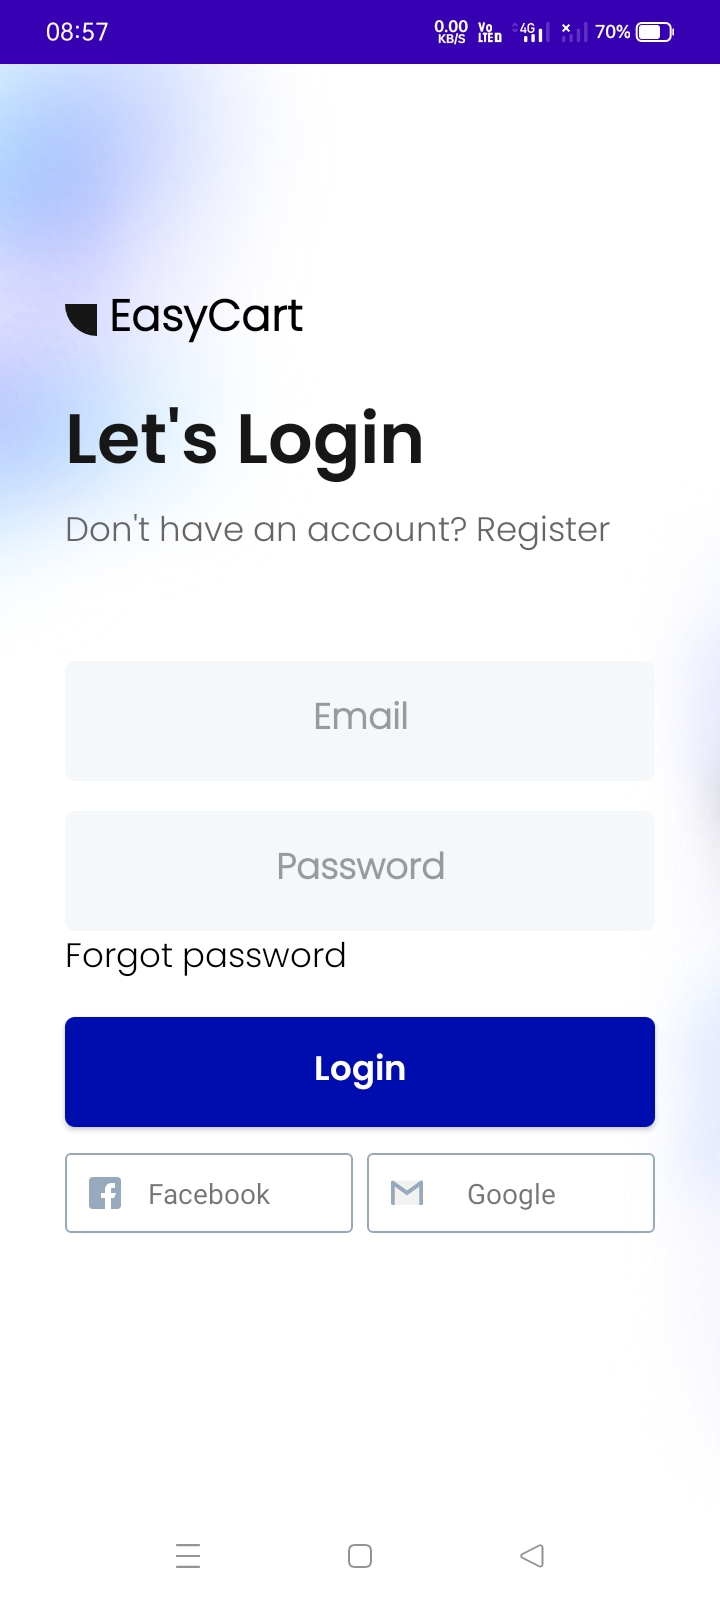 08:57 0.00 KB/S Vo LTE D 4G 70%
EasyCart
Let's Login
Don't have an account? Register
Email
Password
Forgot password
Login
Facebook Google